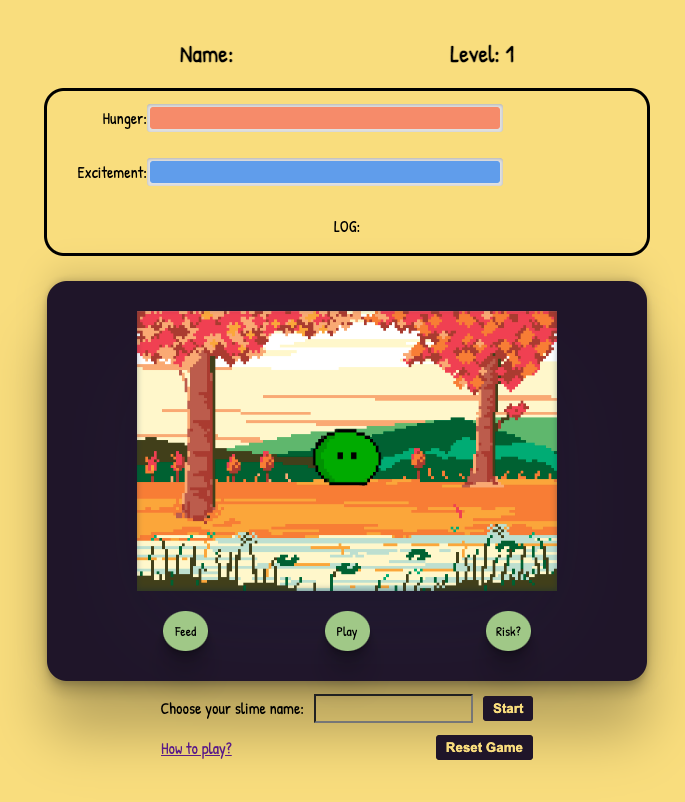 Name: Level: 1
Hunger:
Excitement:
LOG:
Feed Play Risk?
Choose your slime name: Start
How to play? Reset Game